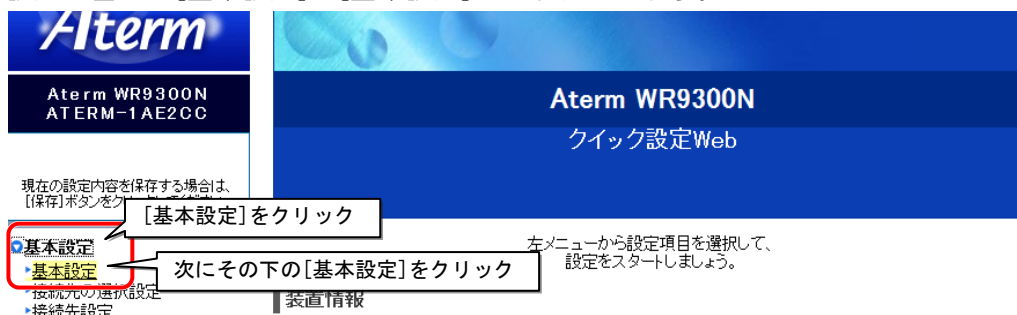 Aterm
Aterm WR9300N
ATERM-1AE2CC
Aterm WR9300N
クイック設定Web
現在の設定内容を保存する場合は、
[保存]ボタンをク
[基本設定]をクリック
基本設定
基本設定
次にその下の[基本設定]をクリック
接続先の選択設定
接続先設定
左メニューから設定項目を選択して、
設定をスタートしましょう。
装置情報